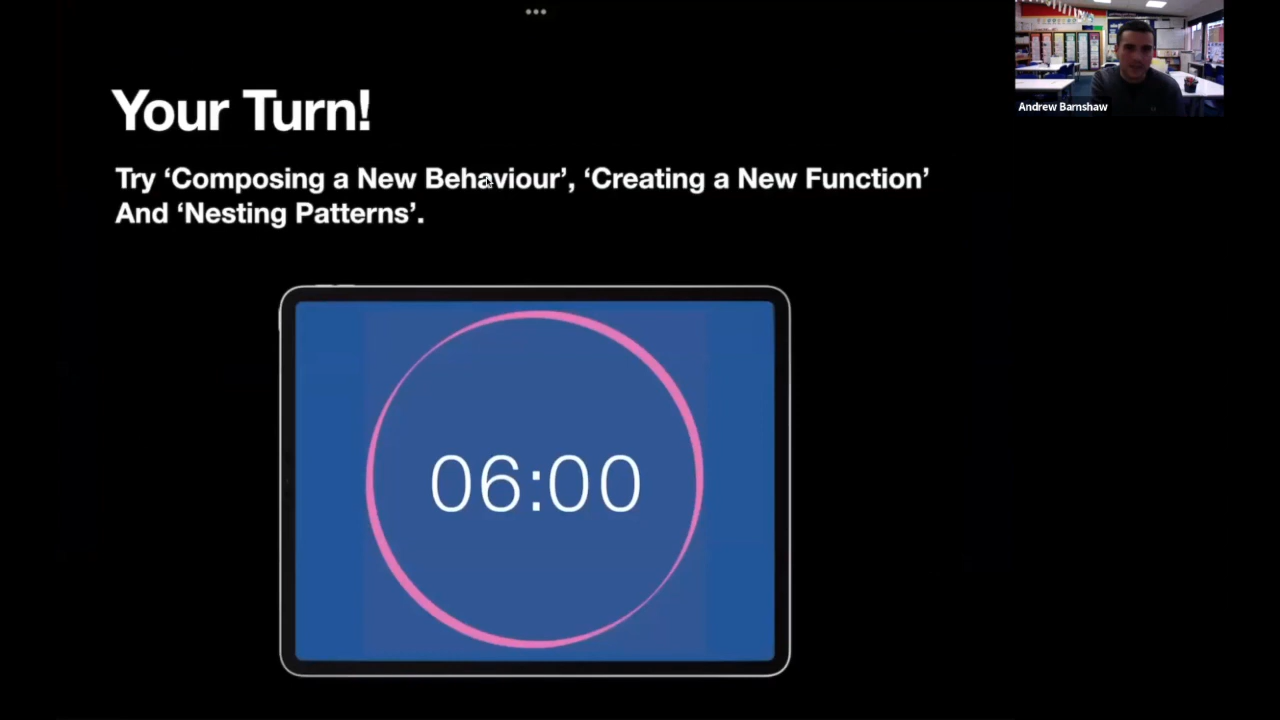 Your Turn!
Try ‘Composing a New Behaviour’, ‘Creating a New Function’
And ‘Nesting Patterns’.
06:00
Andrew Barnshaw